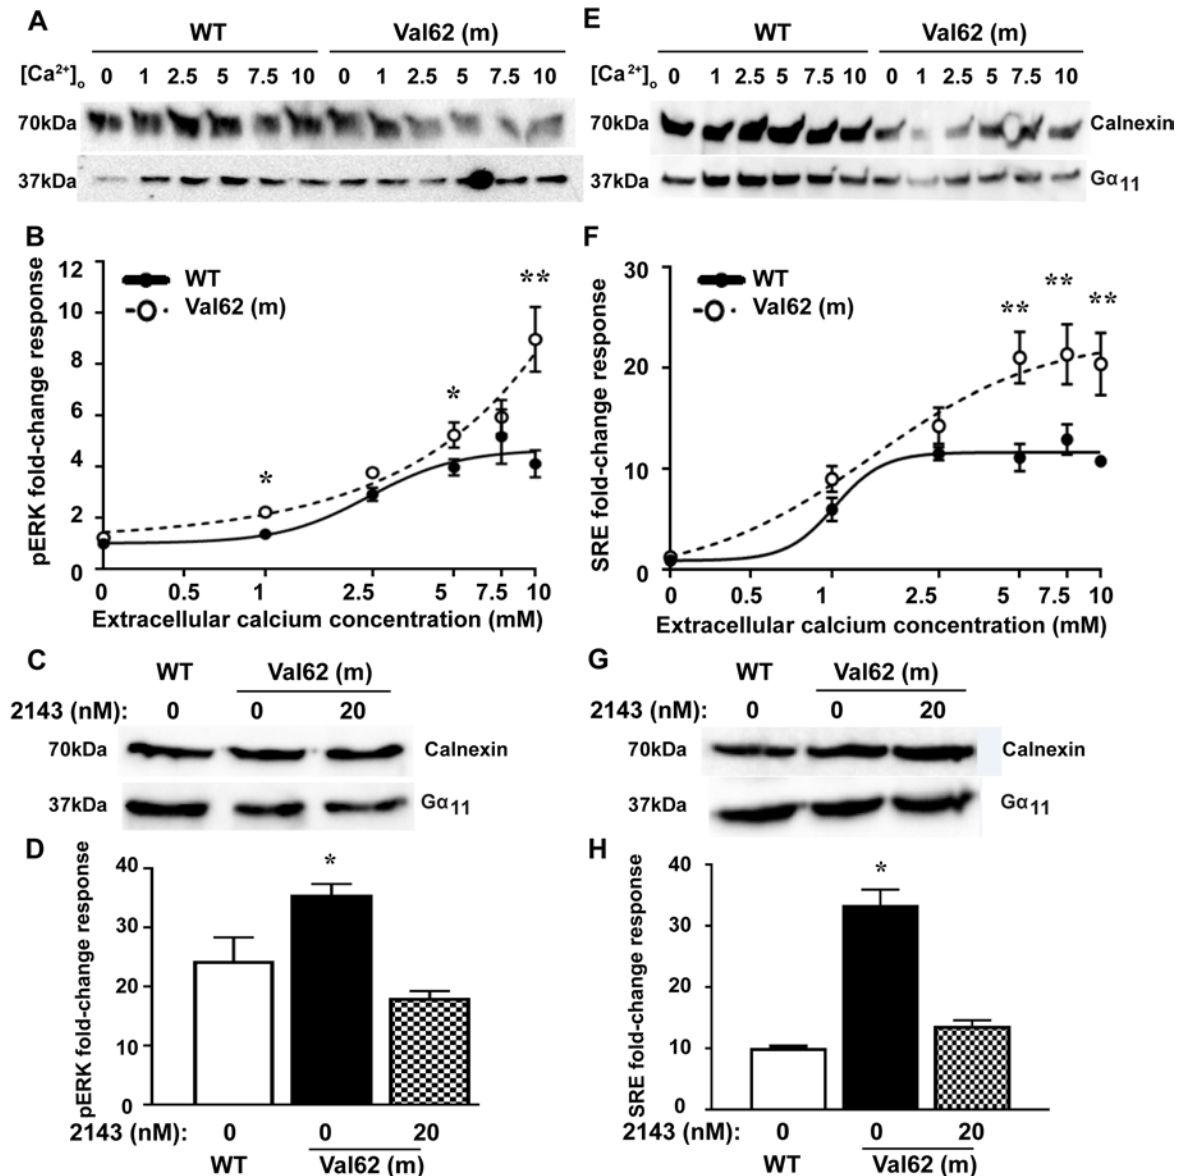 A
WT Val62 (m)
[Ca²⁺]ₒ 0 1 2.5 5 7.5 10 0 1 2.5 5 7.5 10
70kDa
37kDa
E
WT Val62 (m)
[Ca²⁺]ₒ 0 1 2.5 5 7.5 10 0 1 2.5 5 7.5 10
70kDa Calnexin
37kDa Gα₁₁
B
12
10
8
6
4
2
0
pERK fold-change response
WT
Val62 (m)
* * **
0 0.5 1 2.5 5 7.5 10
Extracellular calcium concentration (mM)
F
30
20
10
0
SRE fold-change response
WT
Val62 (m)
** ** **
0 0.5 1 2.5 5 7.5 10
Extracellular calcium concentration (mM)
C
WT Val62 (m)
2143 (nM): 0 0 20
70kDa Calnexin
37kDa Gα₁₁
G
WT Val62 (m)
2143 (nM): 0 0 20
70kDa Calnexin
37kDa Gα₁₁
D
40
30
20
10
0
pERK fold-change response
*
2143 (nM): 0 0 20
WT Val62 (m)
H
40
30
20
10
0
SRE fold-change response
*
2143 (nM): 0 0 20
WT Val62 (m)